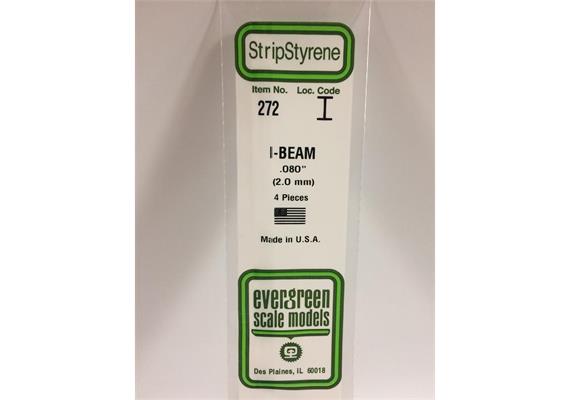 StripStyrene
Item No. Loc. Code
272 I
I-BEAM
.080"
(2.0 mm)
4 Pieces
Made in U.S.A.
evergreen
scale models
Des Plaines, IL 60018